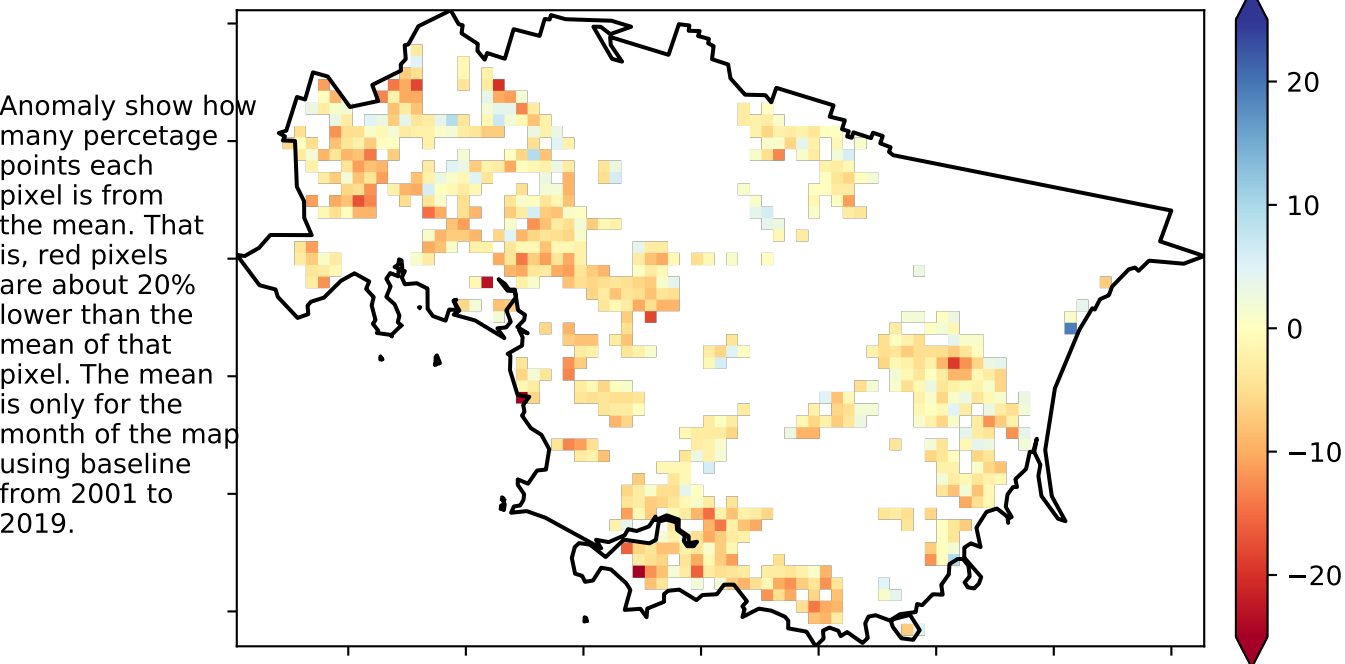 Anomaly show how
many percetage
points each
pixel is from
the mean. That
is, red pixels
are about 20%
lower than the
mean of that
pixel. The mean
is only for the
month of the map
using baseline
from 2001 to
2019.
20
10
0
−10
−20